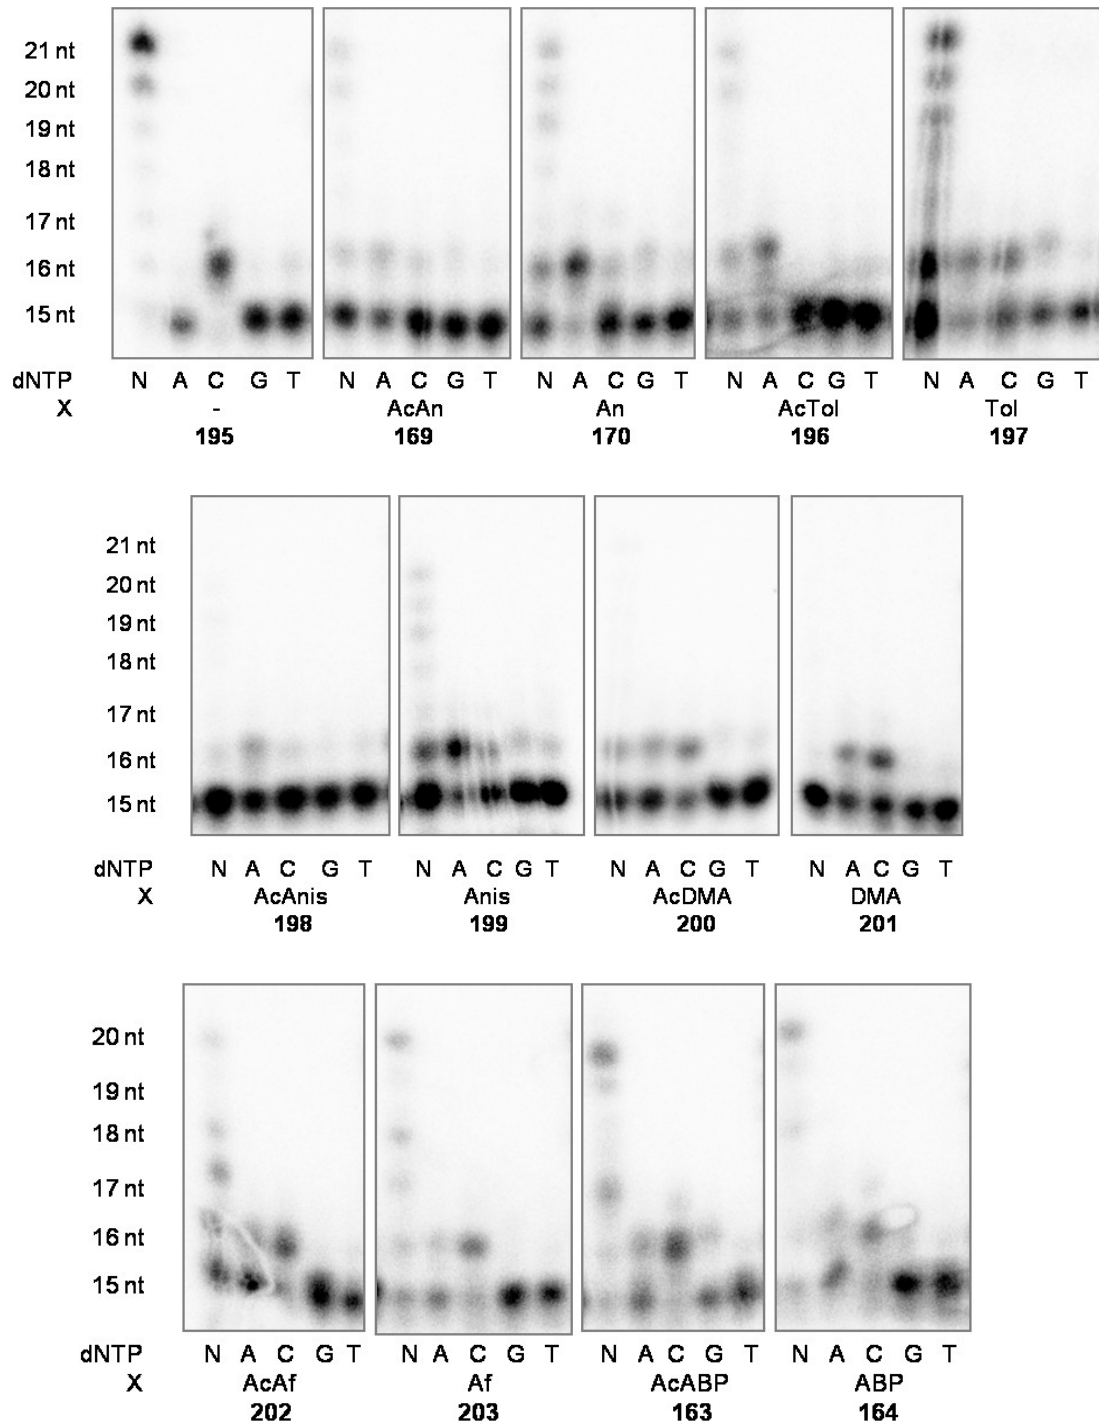 21 nt
20 nt
19 nt
18 nt
17 nt
16 nt
15 nt
dNTP N A C G T N A C G T N A C G T N A C G T N A C G T
X - AcAn An AcTol Tol
195 169 170 196 197
21 nt
20 nt
19 nt
18 nt
17 nt
16 nt
15 nt
dNTP N A C G T N A C G T N A C G T N A C G T
X AcAnis Anis AcDMA DMA
198 199 200 201
20 nt
19 nt
18 nt
17 nt
16 nt
15 nt
dNTP N A C G T N A C G T N A C G T N A C G T
X AcAf Af AcABP ABP
202 203 163 164